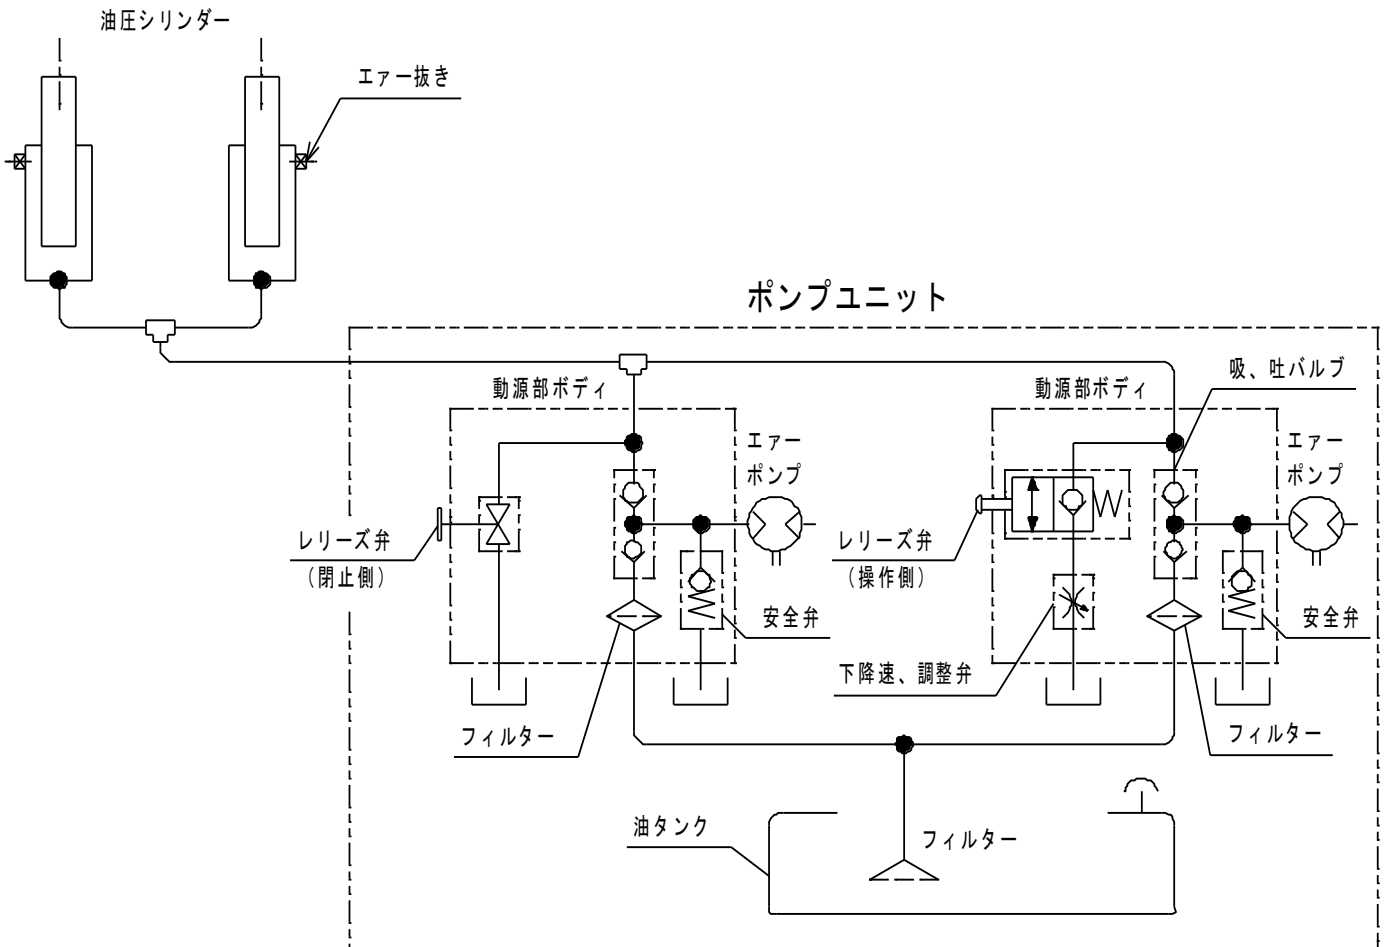 油圧シリンダー
エアー抜き
ポンプユニット
動源部ボディ
エアー
ポンプ
レリーズ弁
（閉止側）
安全弁
フィルター
動源部ボディ
吸、吐バルブ
エアー
ポンプ
レリーズ弁
（操作側）
安全弁
下降速、調整弁
フィルター
油タンク
フィルター